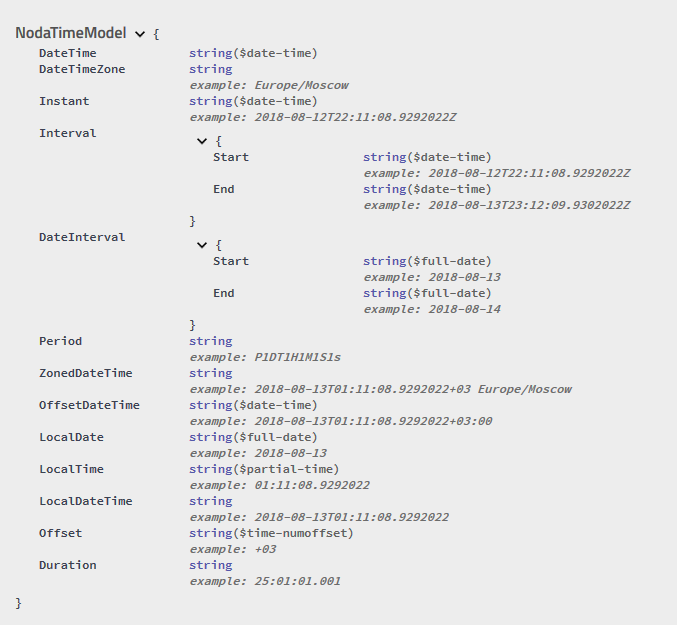 NodaTimeModel {
DateTime string($date-time)
DateTimeZone string
example: Europe/Moscow
Instant string($date-time)
example: 2018-08-12T22:11:08.9292022Z
Interval
{
Start string($date-time)
example: 2018-08-12T22:11:08.9292022Z
End string($date-time)
example: 2018-08-13T23:12:09.9302022Z
}
DateInterval
{
Start string($full-date)
example: 2018-08-13
End string($full-date)
example: 2018-08-14
}
Period string
example: P1DT1H1M1S1s
ZonedDateTime string
example: 2018-08-13T01:11:08.9292022+03 Europe/Moscow
OffsetDateTime string($date-time)
example: 2018-08-13T01:11:08.9292022+03:00
LocalDate string($full-date)
example: 2018-08-13
LocalTime string($partial-time)
example: 01:11:08.9292022
LocalDateTime string
example: 2018-08-13T01:11:08.9292022
Offset string($time-numoffset)
example: +03
Duration string
example: 25:01:01.001
}